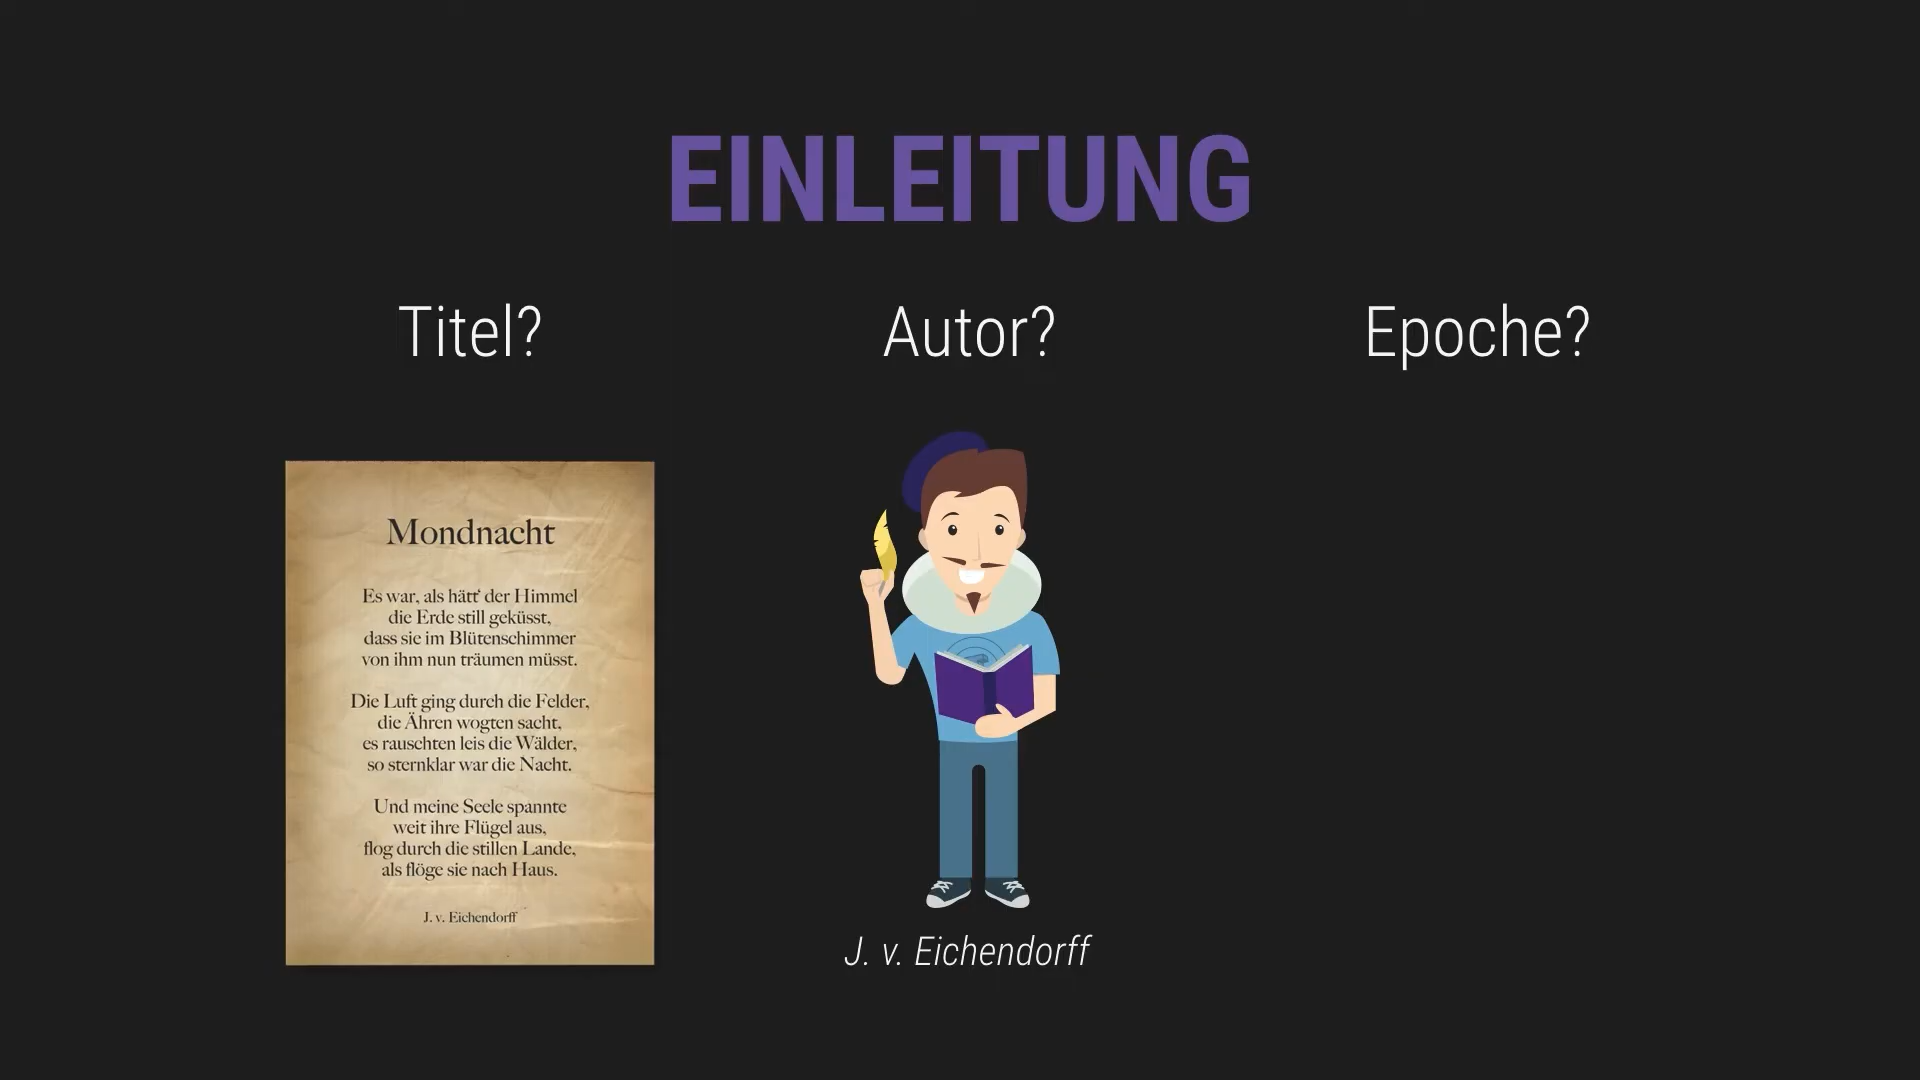 EINLEITUNG
Titel?
Autor?
Epoche?
Mondnacht
Es war, als hätt' der Himmel
die Erde still geküsst,
dass sie im Blütenschimmer
von ihm nun träumen müsst.
Die Luft ging durch die Felder,
die Ähren wogten sacht,
es rauschten leis die Wälder,
so sternklar war die Nacht.
Und meine Seele spannte
weit ihre Flügel aus,
flog durch die stillen Lande,
als flöge sie nach Haus.
J. v. Eichendorff
J. v. Eichendorff